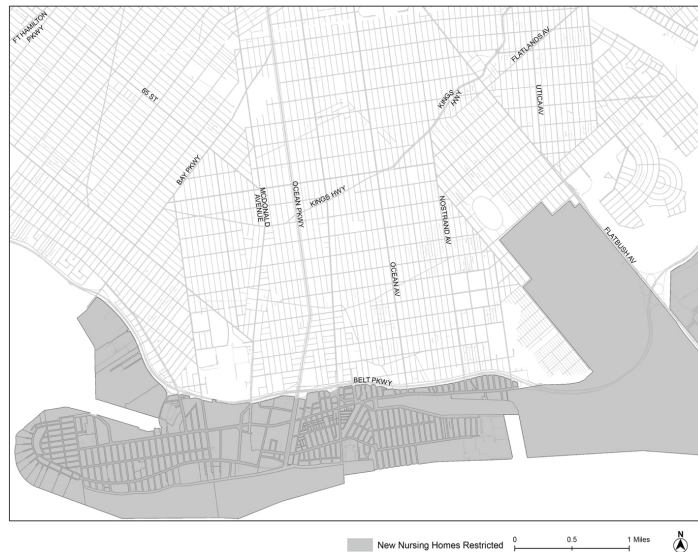 FT HAMILTON
PKWY
65 ST
BAY PKWY
MCDONALD
AVENUE
OCEAN PKWY
KINGS HWY
KINGS
HWY
FLATLANDS AV
UTICA AV
NOSTRAND AV
OCEAN AV
FLATBUSH AV
BELT PKWY
New Nursing Homes Restricted
0 0.5 1 Miles
N